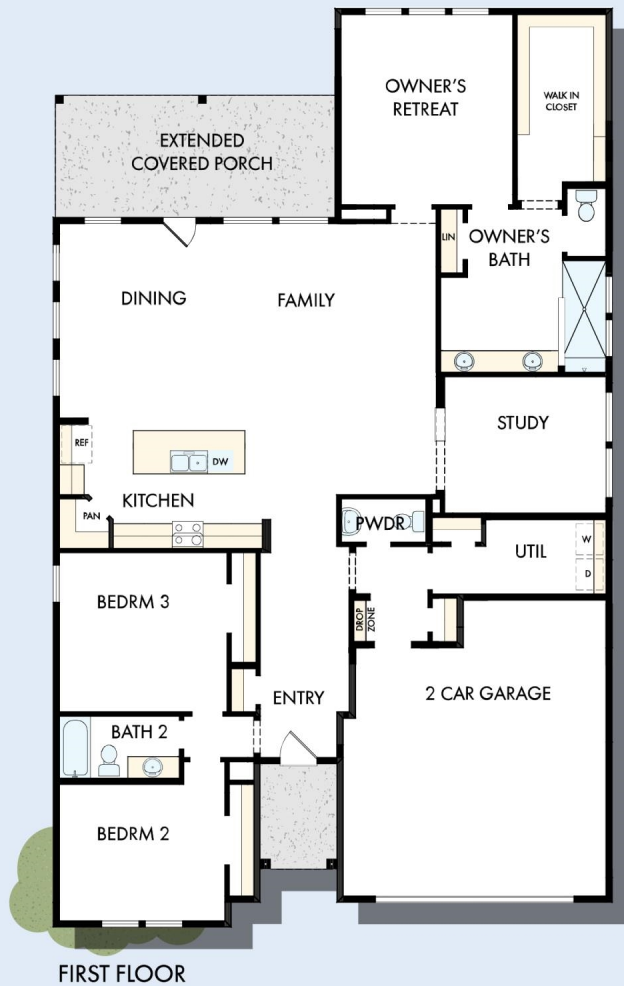 OWNER'S
RETREAT
WALK IN
CLOSET
EXTENDED
COVERED PORCH
LIN
OWNER'S
BATH
DINING
FAMILY
STUDY
REF
DW
KITCHEN
PAN
PWDR
UTIL
W
D
BEDRM 3
DROP
ZONE
ENTRY
2 CAR GARAGE
BATH 2
BEDRM 2
FIRST FLOOR